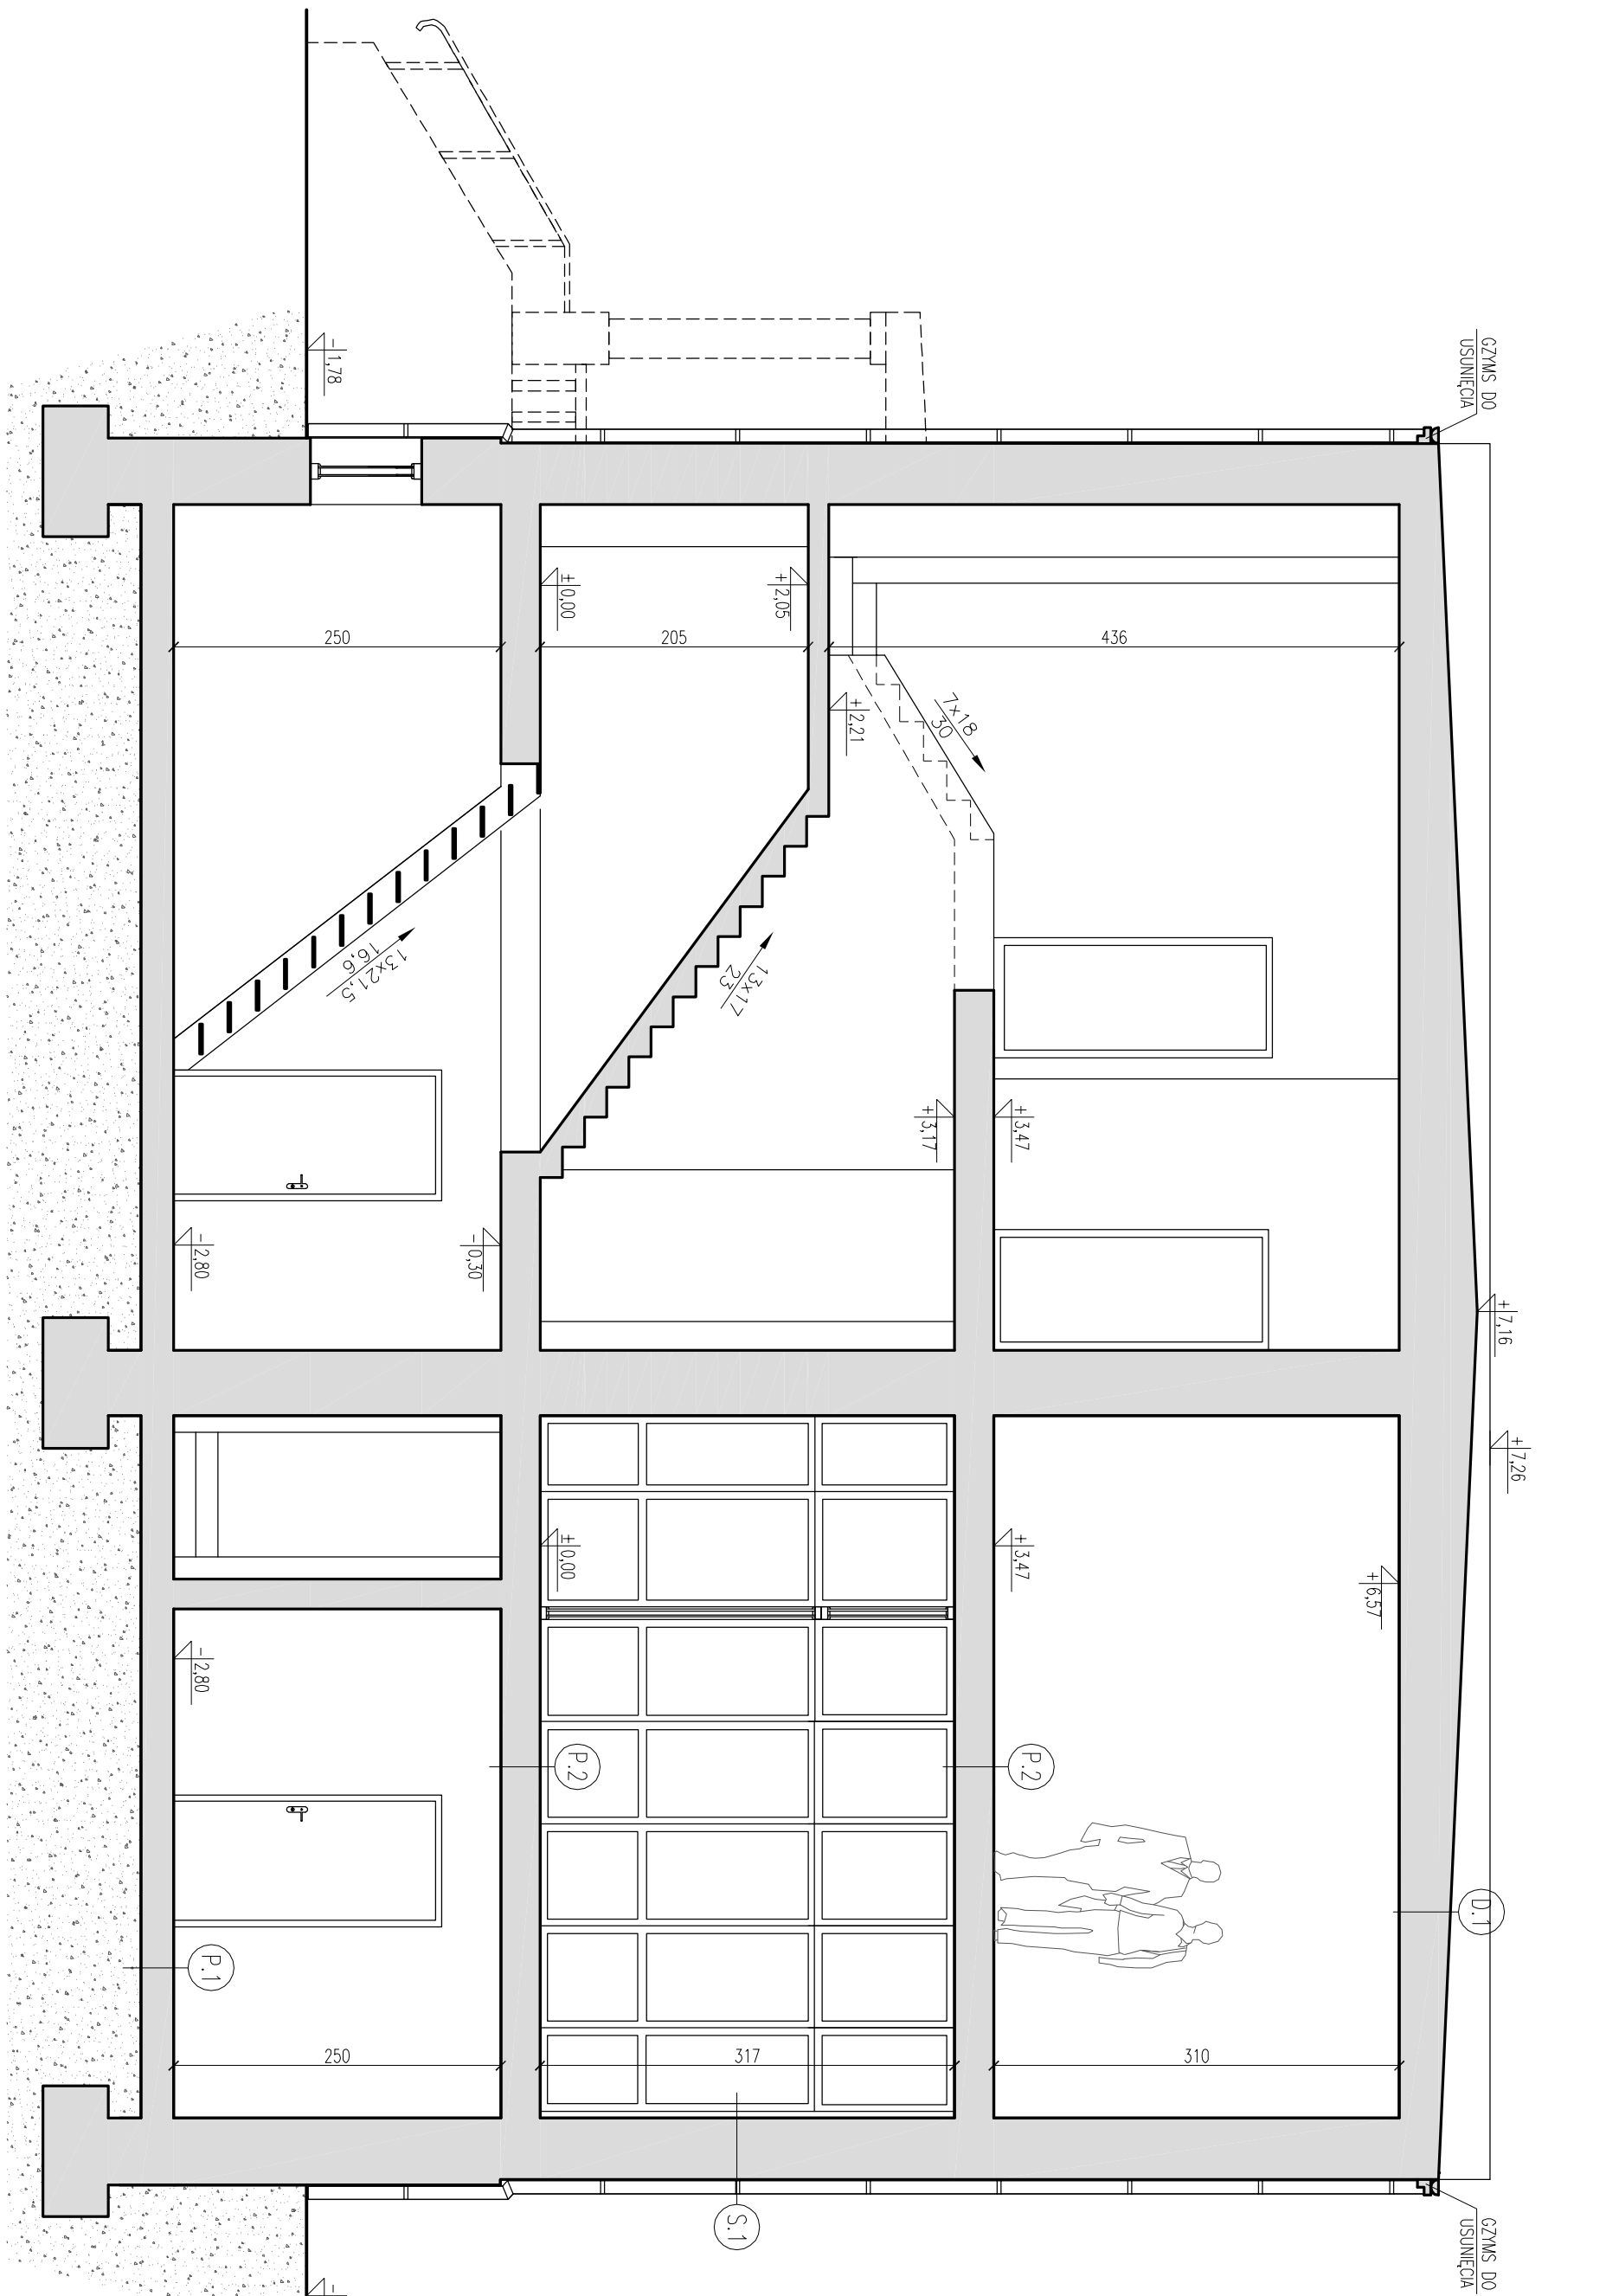 GZYMS DO
USUNIĘCIA
GZYMS DO
USUNIĘCIA
+7,16
+7,26
D.1
+6,57
436
310
7x18
30
+3,47
+3,47
P.2
+3,17
+2,21
+2,05
205
13x17
23
317
S.1
±0,00
±0,00
P.2
-0,30
-1,78
250
13x21,5
16,6
250
-2,80
-2,80
P.1